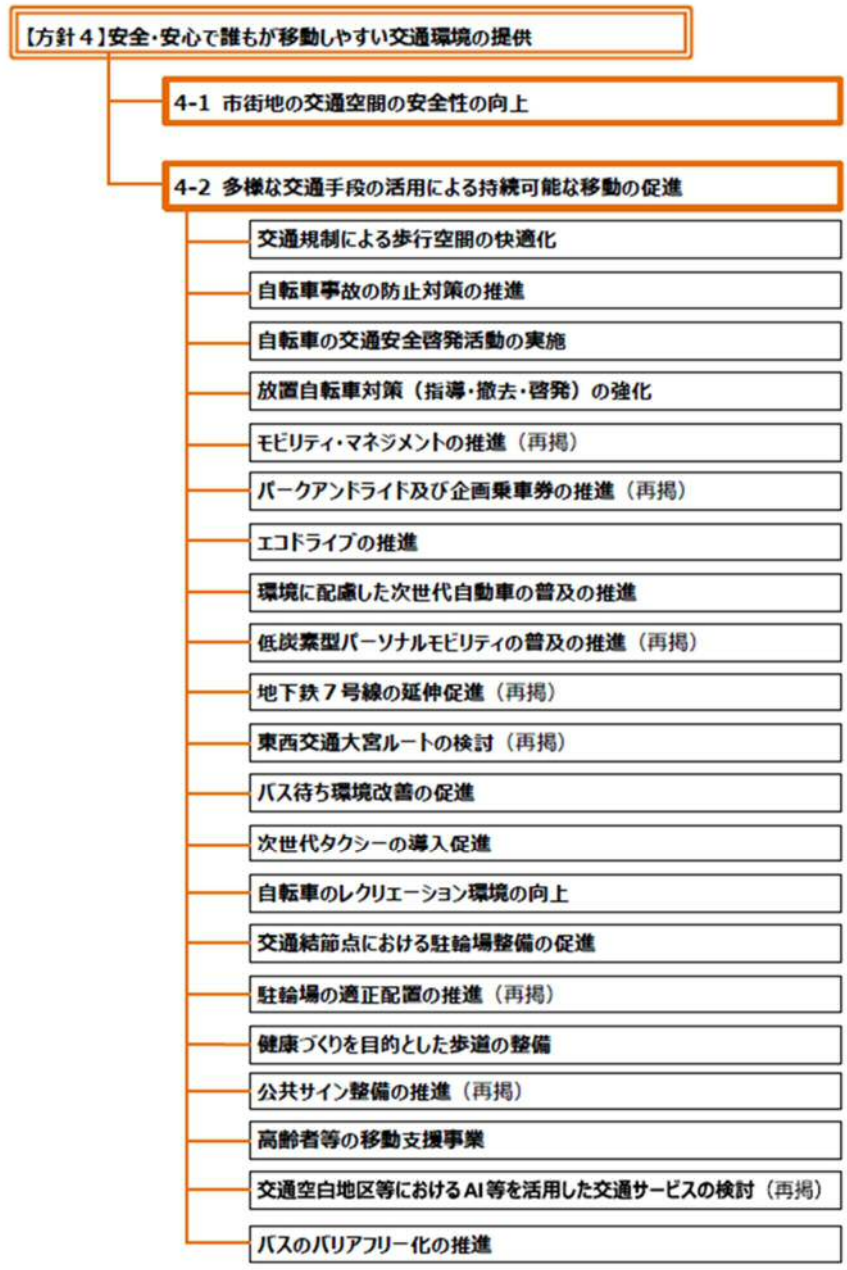 【方針４】安全・安心で誰もが移動しやすい交通環境の提供
4-1 市街地の交通空間の安全性の向上
4-2 多様な交通手段の活用による持続可能な移動の促進
交通規制による歩行空間の快適化
自転車事故の防止対策の推進
自転車の交通安全啓発活動の実施
放置自転車対策（指導・撤去・啓発）の強化
モビリティ・マネジメントの推進（再掲）
パークアンドライド及び企画乗車券の推進（再掲）
エコドライブの推進
環境に配慮した次世代自動車の普及の推進
低炭素型パーソナルモビリティの普及の推進（再掲）
地下鉄７号線の延伸促進（再掲）
東西交通大宮ルートの検討（再掲）
バス待ち環境改善の促進
次世代タクシーの導入促進
自転車のレクリエーション環境の向上
交通結節点における駐輪場整備の促進
駐輪場の適正配置の推進（再掲）
健康づくりを目的とした歩道の整備
公共サイン整備の推進（再掲）
高齢者等の移動支援事業
交通空白地区等におけるAI等を活用した交通サービスの検討（再掲）
バスのバリアフリー化の推進